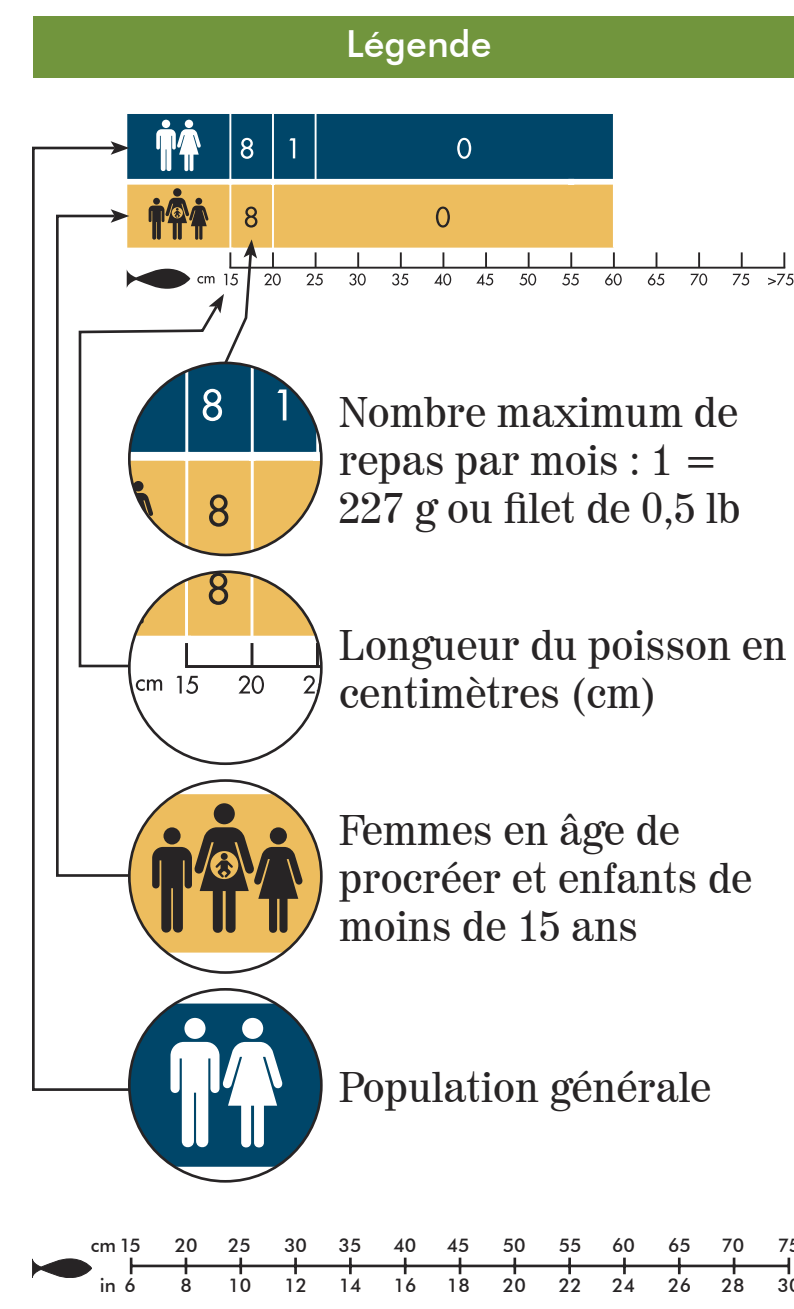 Légende
8 1 0
8 0
cm 15 20 25 30 35 40 45 50 55 60 65 70 75 >75
8 1
8
Nombre maximum de
repas par mois : 1 =
227 g ou filet de 0,5 lb
8
cm 15 20 2
Longueur du poisson en
centimètres (cm)
Femmes en âge de
procréer et enfants de
moins de 15 ans
Population générale
cm 15 20 25 30 35 40 45 50 55 60 65 70 75
in 6 8 10 12 14 16 18 20 22 24 26 28 30